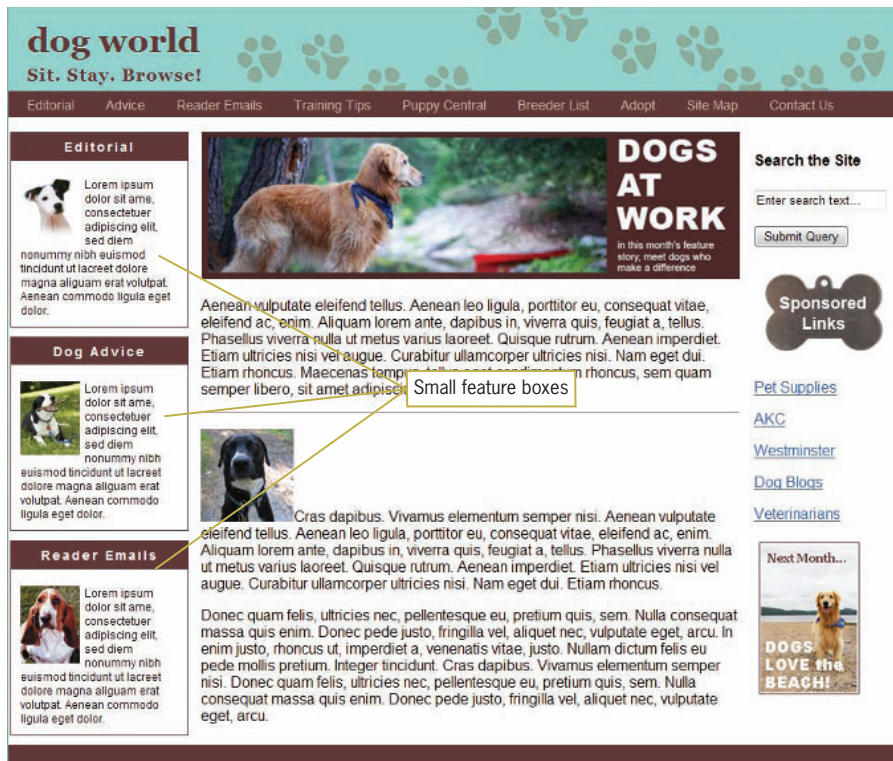 dog world
Sit. Stay. Browse!
Editorial
Advice
Reader Emails
Training Tips
Puppy Central
Breeder List
Adopt
Site Map
Contact Us
Editorial
Lorem ipsum
dolor sit ame,
consectetuer
adipiscing elit,
sed diem
nonummy nibh euismod
tincidunt ut lacreet dolore
magna aliguam erat volutpat.
Aenean commodo ligula eget
dolor.
Dog Advice
Lorem ipsum
dolor sit ame,
consectetuer
adipiscing elit,
sed diem
nonummy nibh
euismod tincidunt ut lacreet
dolore magna aliguam erat
volutpat. Aenean commodo
ligula eget dolor.
Reader Emails
Lorem ipsum
dolor sit ame,
consectetuer
adipiscing elit,
sed diem
nonummy nibh
euismod tincidunt ut lacreet
dolore magna aliguam erat
volutpat. Aenean commodo
ligula eget dolor.
DOGS
AT
WORK
in this month's feature
story, meet dogs who
make a difference
Aenean vulputate eleifend tellus. Aenean leo ligula, porttitor eu, consequat vitae,
eleifend ac, enim. Aliquam lorem ante, dapibus in, viverra quis, feugiat a, tellus.
Phasellus viverra nulla ut metus varius laoreet. Quisque rutrum. Aenean imperdiet.
Etiam ultricies nisi vel augue. Curabitur ullamcorper ultricies nisi. Nam eget dui.
Etiam rhoncus. Maecenas tempus, tellus eget condimentum rhoncus, sem quam
semper libero, sit amet
Small feature boxes
Cras dapibus. Vivamus elementum semper nisi. Aenean vulputate
eleifend tellus. Aenean leo ligula, porttitor eu, consequat vitae, eleifend ac, enim.
Aliquam lorem ante, dapibus in, viverra quis, feugiat a, tellus. Phasellus viverra nulla
ut metus varius laoreet. Quisque rutrum. Aenean imperdiet. Etiam ultricies nisi vel
augue. Curabitur ullamcorper ultricies nisi. Nam eget dui. Etiam rhoncus.
Donec quam felis, ultricies nec, pellentesque eu, pretium quis, sem. Nulla consequat
massa quis enim. Donec pede justo, fringilla vel, aliquet nec, vulputate eget, arcu. In
enim justo, rhoncus ut, imperdiet a, venenatis vitae, justo. Nullam dictum felis eu
pede mollis pretium. Integer tincidunt. Cras dapibus. Vivamus elementum semper
nisi. Donec quam felis, ultricies nec, pellentesque eu, pretium quis, sem. Nulla
consequat massa quis enim. Donec pede justo, fringilla vel, aliquet nec, vulputate
eget, arcu.
Search the Site
Enter search text...
Submit Query
Sponsored
Links
Pet Supplies
AKC
Westminster
Dog Blogs
Veterinarians
Next Month...
DOGS
LOVE the
BEACH!